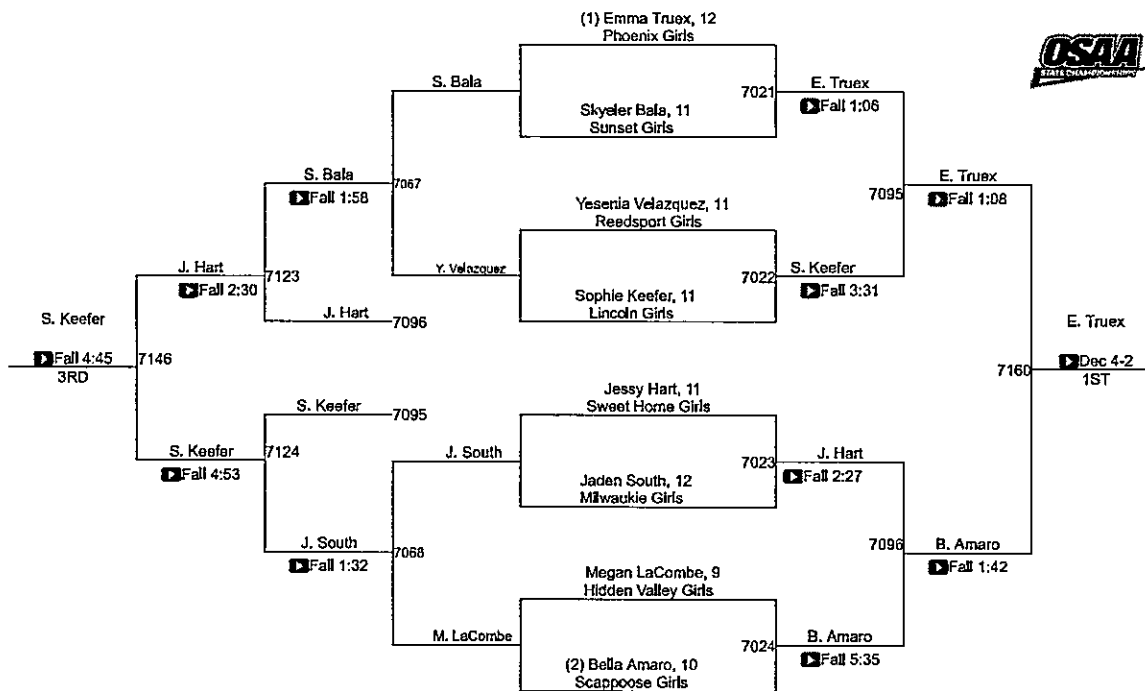 (1) Emma Truex, 12
Phoenix Girls
OSAA
STATE CHAMPIONSHIPS
S. Bala
7021
E. Truex
Fall 1:06
Skyeler Bala, 11
Sunset Girls
S. Bala
Fall 1:58
7067
Yesenia Velazquez, 11
Reedsport Girls
7095
E. Truex
Fall 1:08
J. Hart
Fall 2:30
7123
Y. Velazquez
7022
S. Keefer
Fall 3:31
Sophie Keefer, 11
Lincoln Girls
J. Hart
7096
S. Keefer
Fall 4:45
3RD
7146
E. Truex
7160
Dec 4-2
1ST
Jessy Hart, 11
Sweet Home Girls
S. Keefer
7095
S. Keefer
Fall 4:53
7124
J. South
7023
J. Hart
Fall 2:27
Jaden South, 12
Milwaukie Girls
J. South
Fall 1:32
7068
7096
B. Amaro
Fall 1:42
Megan LaCombe, 9
Hidden Valley Girls
M. LaCombe
7024
B. Amaro
Fall 5:35
(2) Bella Amaro, 10
Scappoose Girls